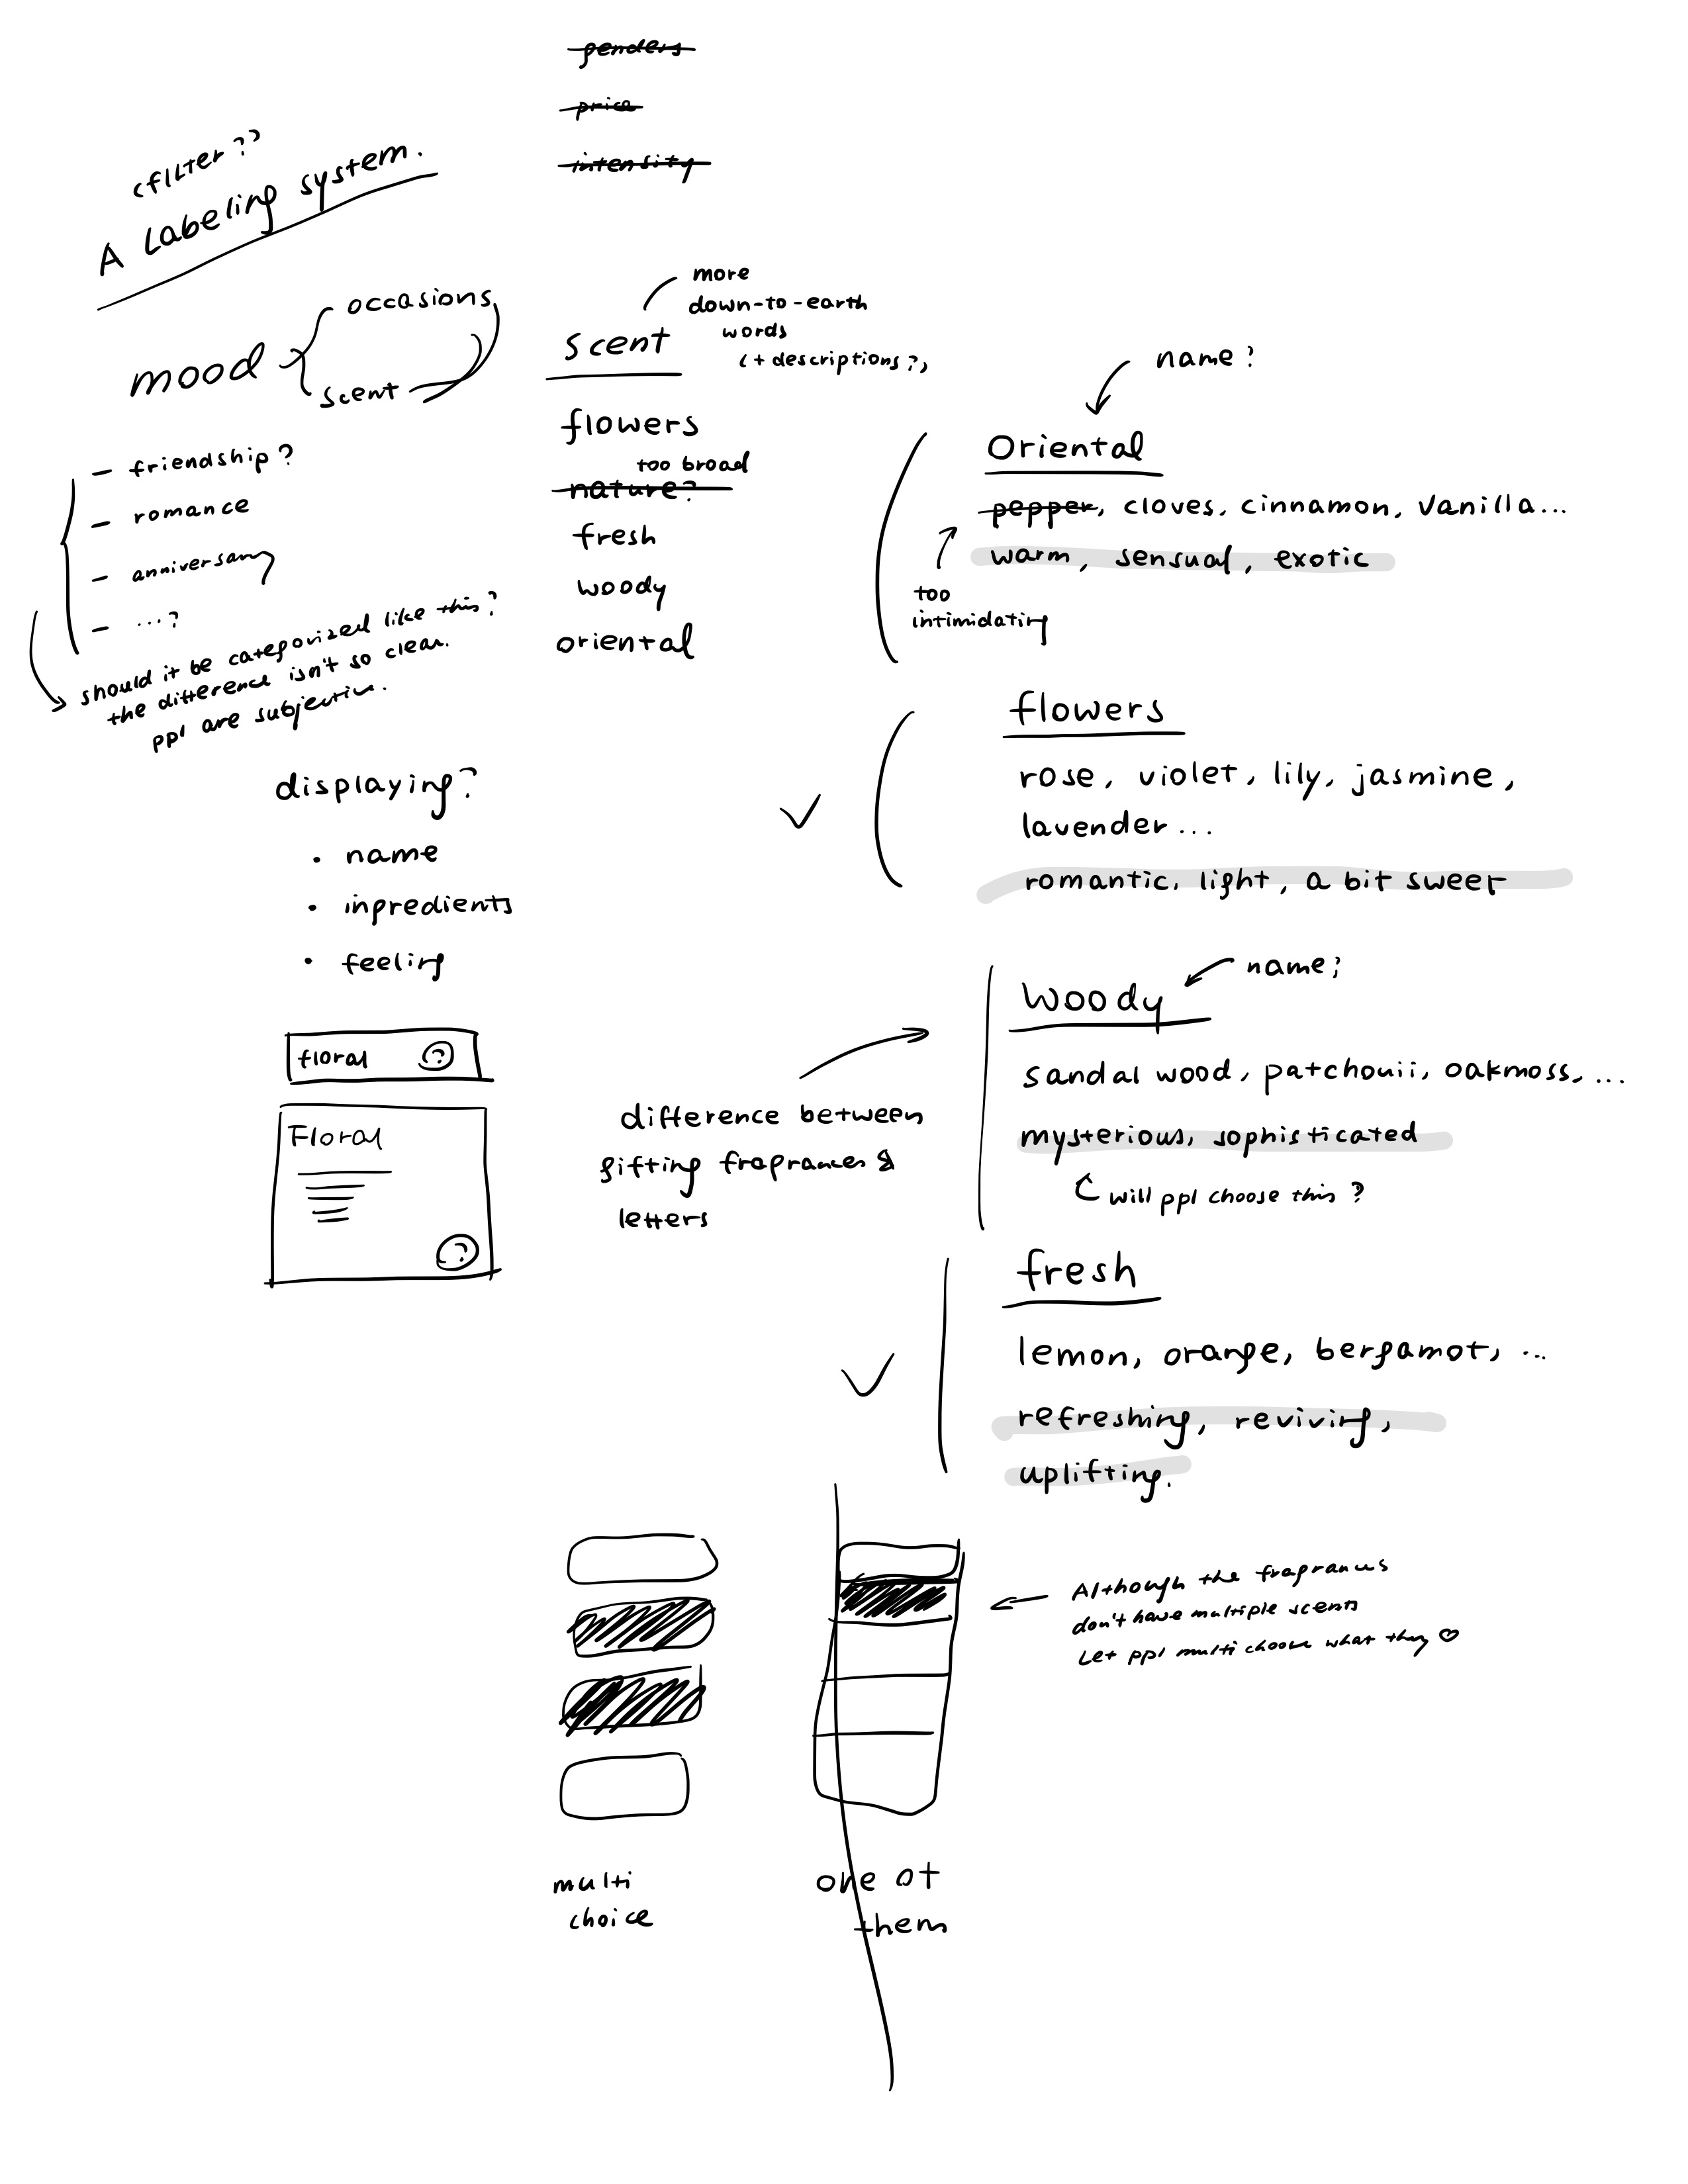 genders
price
intensity
(filter??
A Labeling system.
mood
occasions
scent
- friendship?
- romance
- anniversary
- ...?
should it be categorized like this?
the difference isn't so clear.
ppl are subjective.
scent
more
down-to-earth
words
(+ descriptions?)
flowers
too broad
nature?
fresh
woody
oriental
name?
Oriental
pepper, cloves, cinnamon, vanilla...
warm, sensual, exotic
too
intimidating
flowers
rose, violet, lily, jasmine,
lavender...
romantic, light, a bit sweet
displaying?
• name
• ingredients
• feeling
floral ?
Floral
?
difference between
gifting fragrances &
letters
name?
Woody
sandal wood, patchouii, oakmoss, ...
mysterious, sophisticated
will ppl choose this?
fresh
lemon, orange, bergamot, ...
refreshing, reviving,
uplifting.
multi
choice
one of
them
Although the fragrances
don't have multiple scents
Let ppl multi choose what they ♡